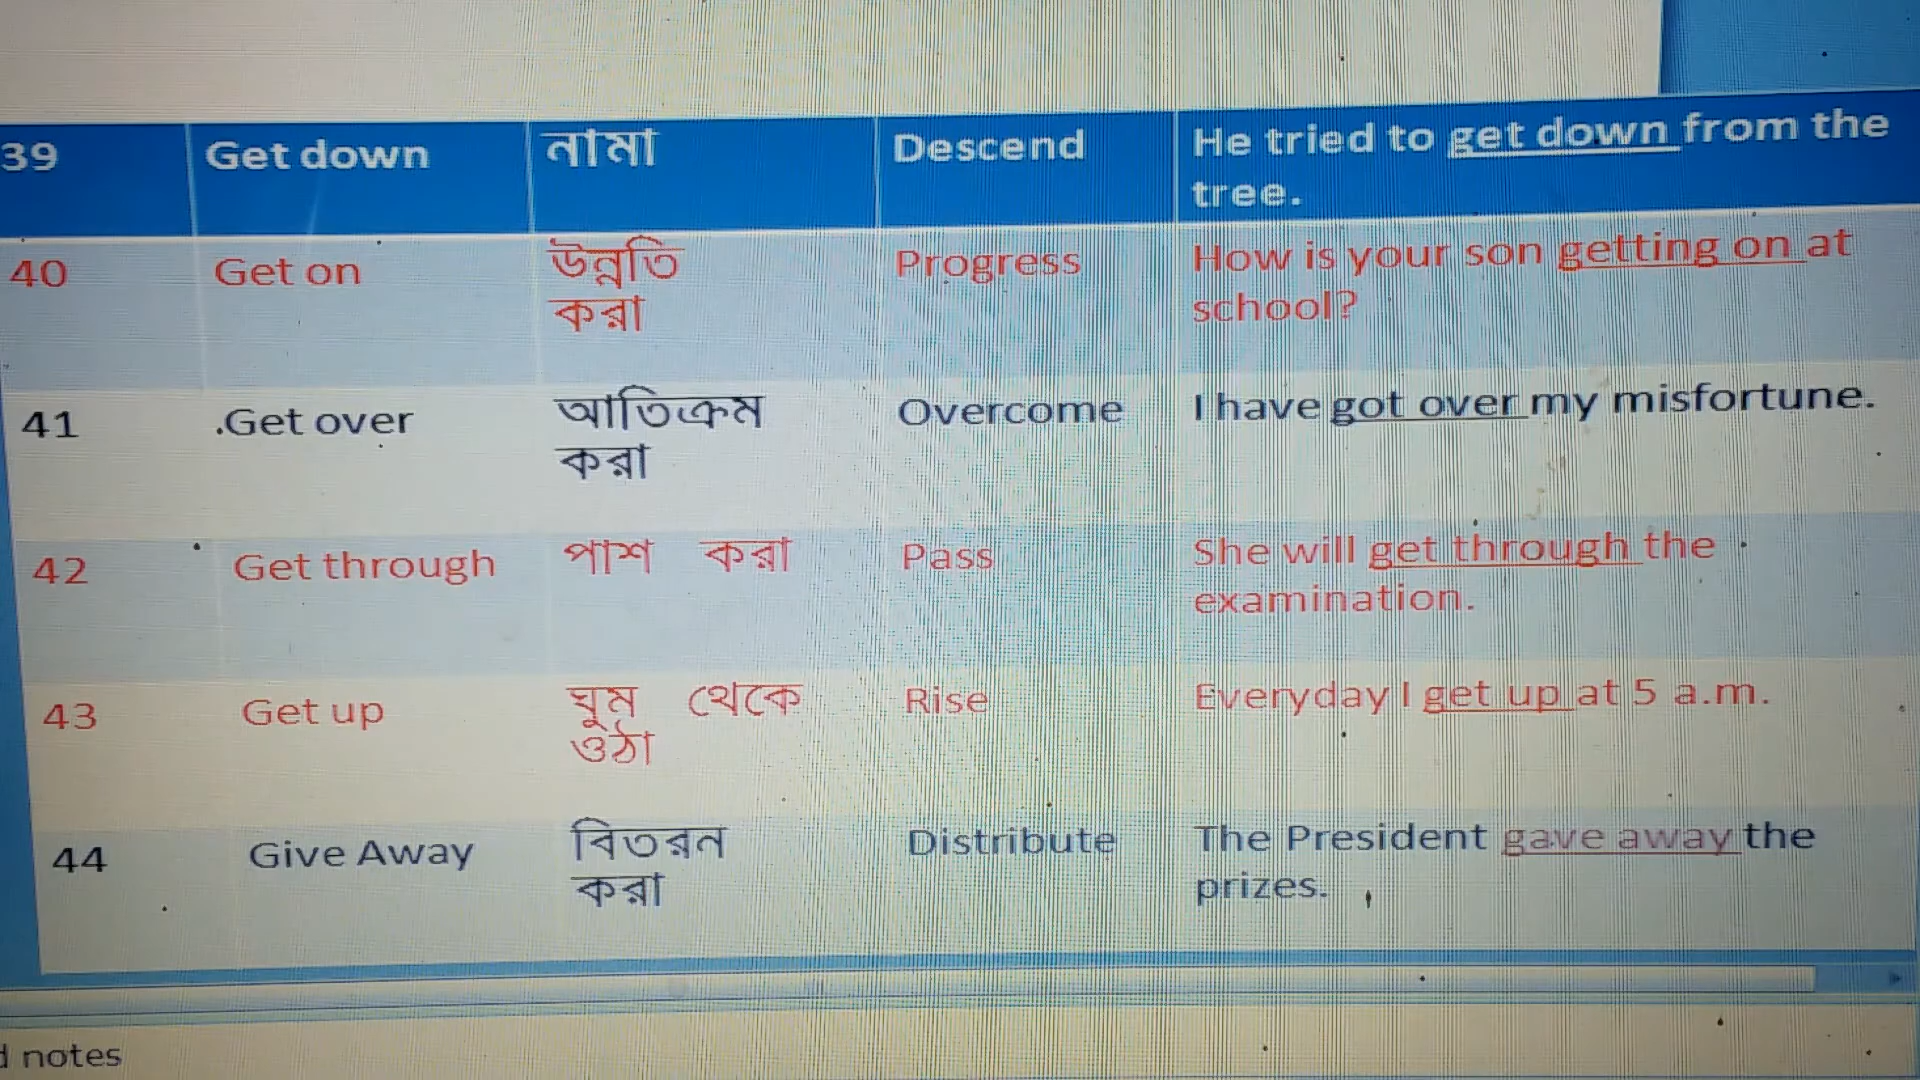 39 Get down নামা Descend He tried to get down from the
tree.
40 Get on উন্নতি Progress How is your son getting on at
করা school?
41 .Get over আতিক্রম Overcome I have got over my misfortune.
করা
42 Get through পাশ করা Pass She will get through the
examination.
43 Get up ঘুম থেকে Rise Everyday I get up at 5 a.m.
ওঠা
44 Give Away বিতরন Distribute The President gave away the
করা prizes.
notes